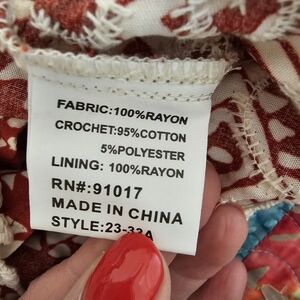 FABRIC:100%RAYON
CROCHET:95%COTTON
5%POLYESTER
LINING: 100%RAYON
RN#:91017
MADE IN CHINA
STYLE:23-33A